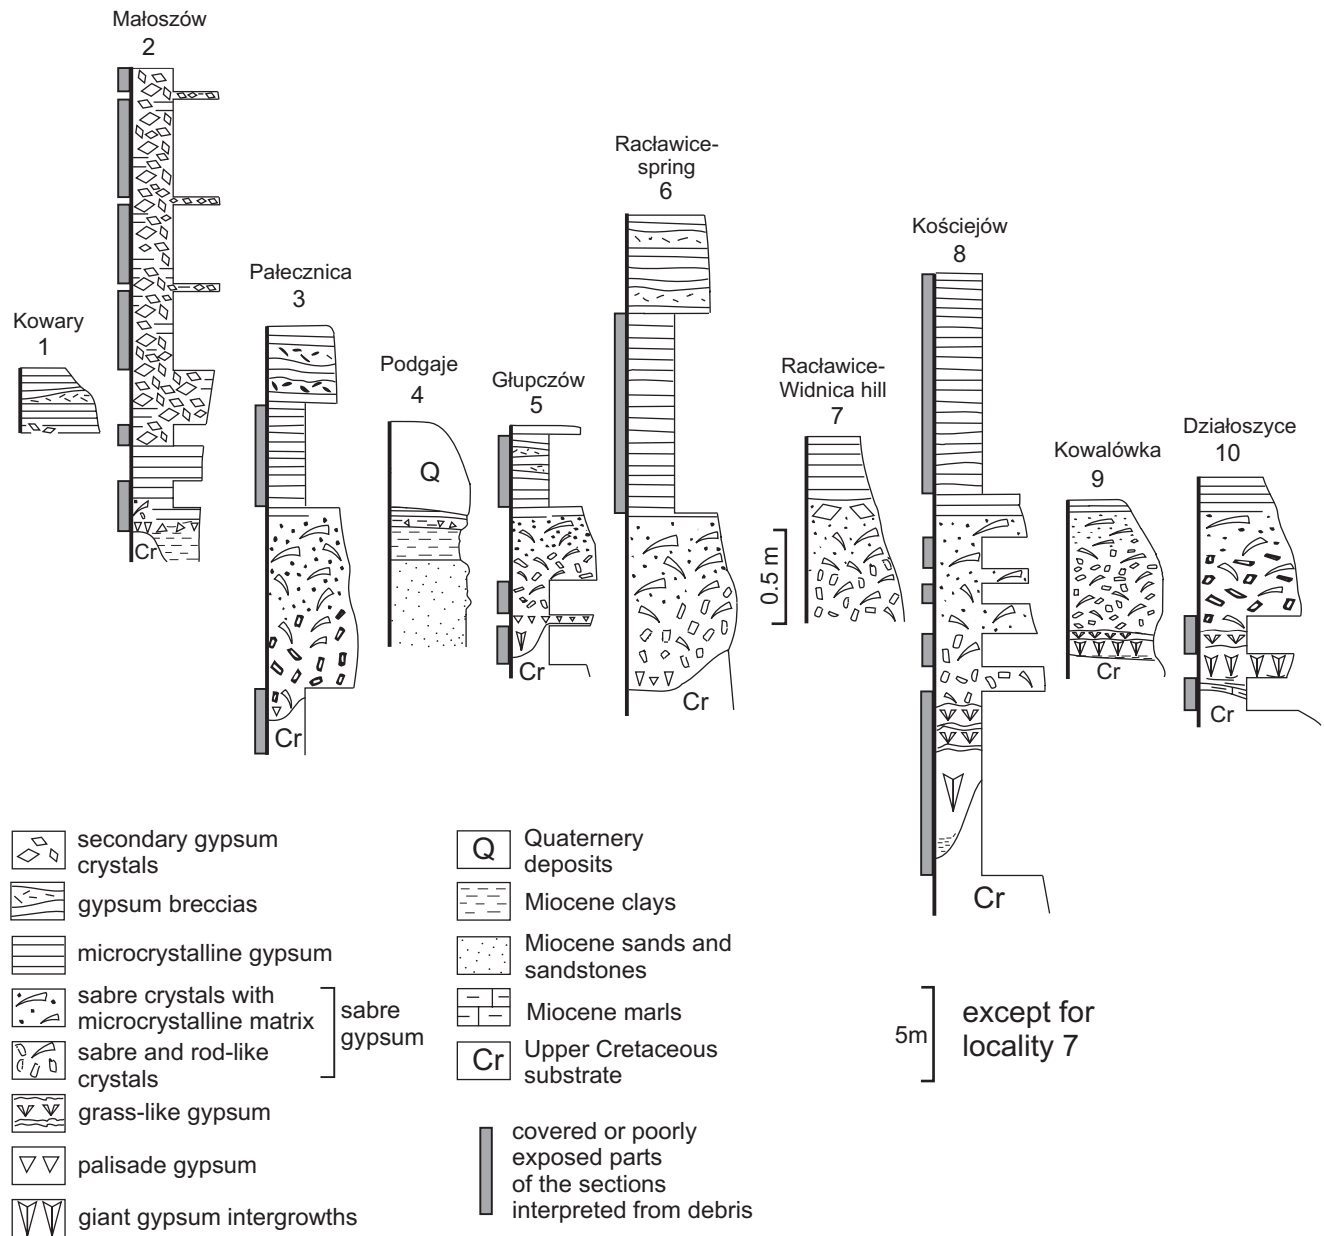 Małoszów
2
Racławice-
spring
6
Kościejów
8
Pałecznica
3
Kowary
1
Podgaje
4
Głupczów
5
Racławice-
Widnica hill
7
Kowalówka
9
Działoszyce
10
Q
0.5 m
Cr
Cr
Cr
Cr
Cr
Cr
Cr
secondary gypsum
crystals
gypsum breccias
microcrystalline gypsum
sabre crystals with
microcrystalline matrix
sabre and rod-like
crystals
sabre
gypsum
grass-like gypsum
palisade gypsum
giant gypsum intergrowths
Q
Quaternery
deposits
Miocene clays
Miocene sands and
sandstones
Miocene marls
Cr
Upper Cretaceous
substrate
covered or poorly
exposed parts
of the sections
interpreted from debris
5m
except for
locality 7